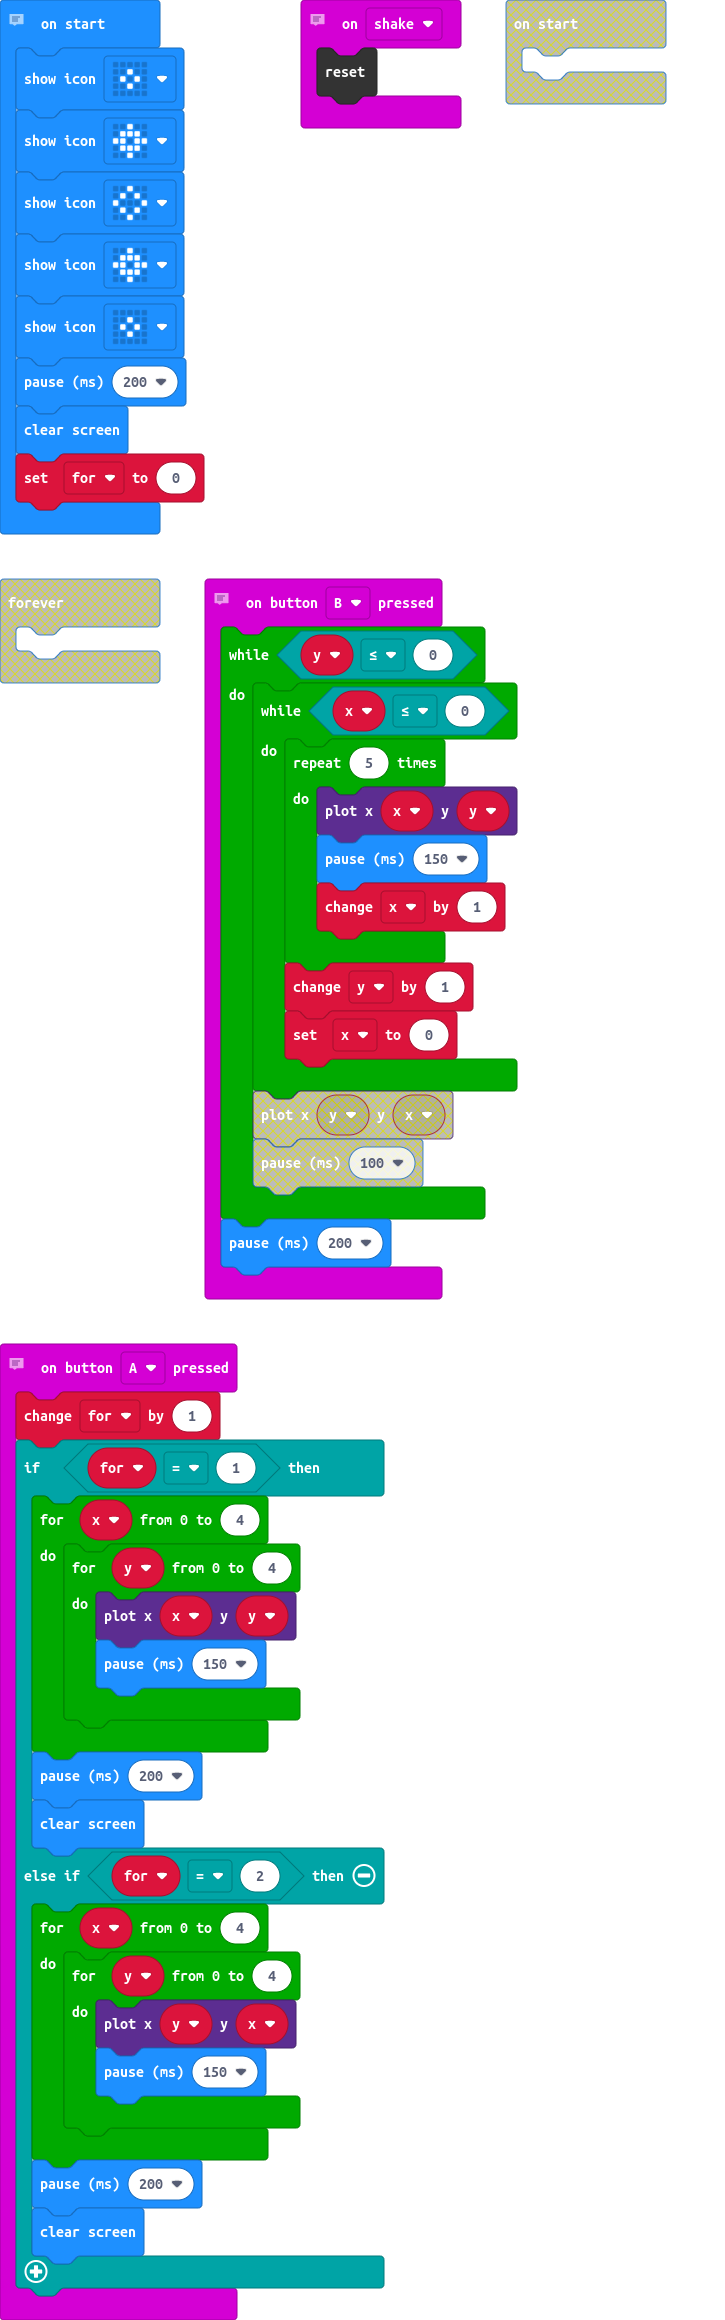 on start
show icon
show icon
show icon
show icon
show icon
pause (ms) 200
clear screen
set for to 0
on shake
reset
on start
forever
on button B pressed
while y ≤ 0
do
while x ≤ 0
do
repeat 5 times
do
plot x x y y
pause (ms) 150
change x by 1
change y by 1
set x to 0
plot x y y x
pause (ms) 100
pause (ms) 200
on button A pressed
change for by 1
if for = 1 then
for x from 0 to 4
do
for y from 0 to 4
do
plot x x y y
pause (ms) 150
pause (ms) 200
clear screen
else if for = 2 then
for x from 0 to 4
do
for y from 0 to 4
do
plot x y y x
pause (ms) 150
pause (ms) 200
clear screen